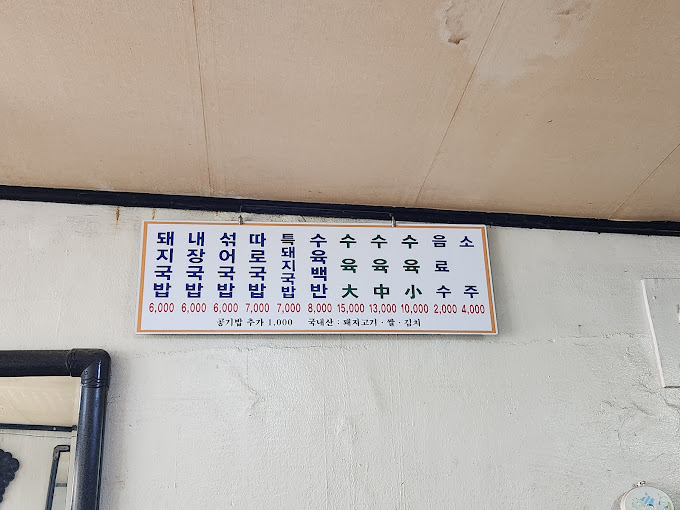 돼지국밥 6,000
내장국밥 6,000
섞어국밥 6,000
따로국밥 7,000
특돼지국밥 7,000
수육백반 8,000
수육大 15,000
수육中 13,000
수육小 10,000
음료수 2,000
소주 4,000
공기밥 추가 1,000 국내산 : 돼지고기 · 쌀 · 김치